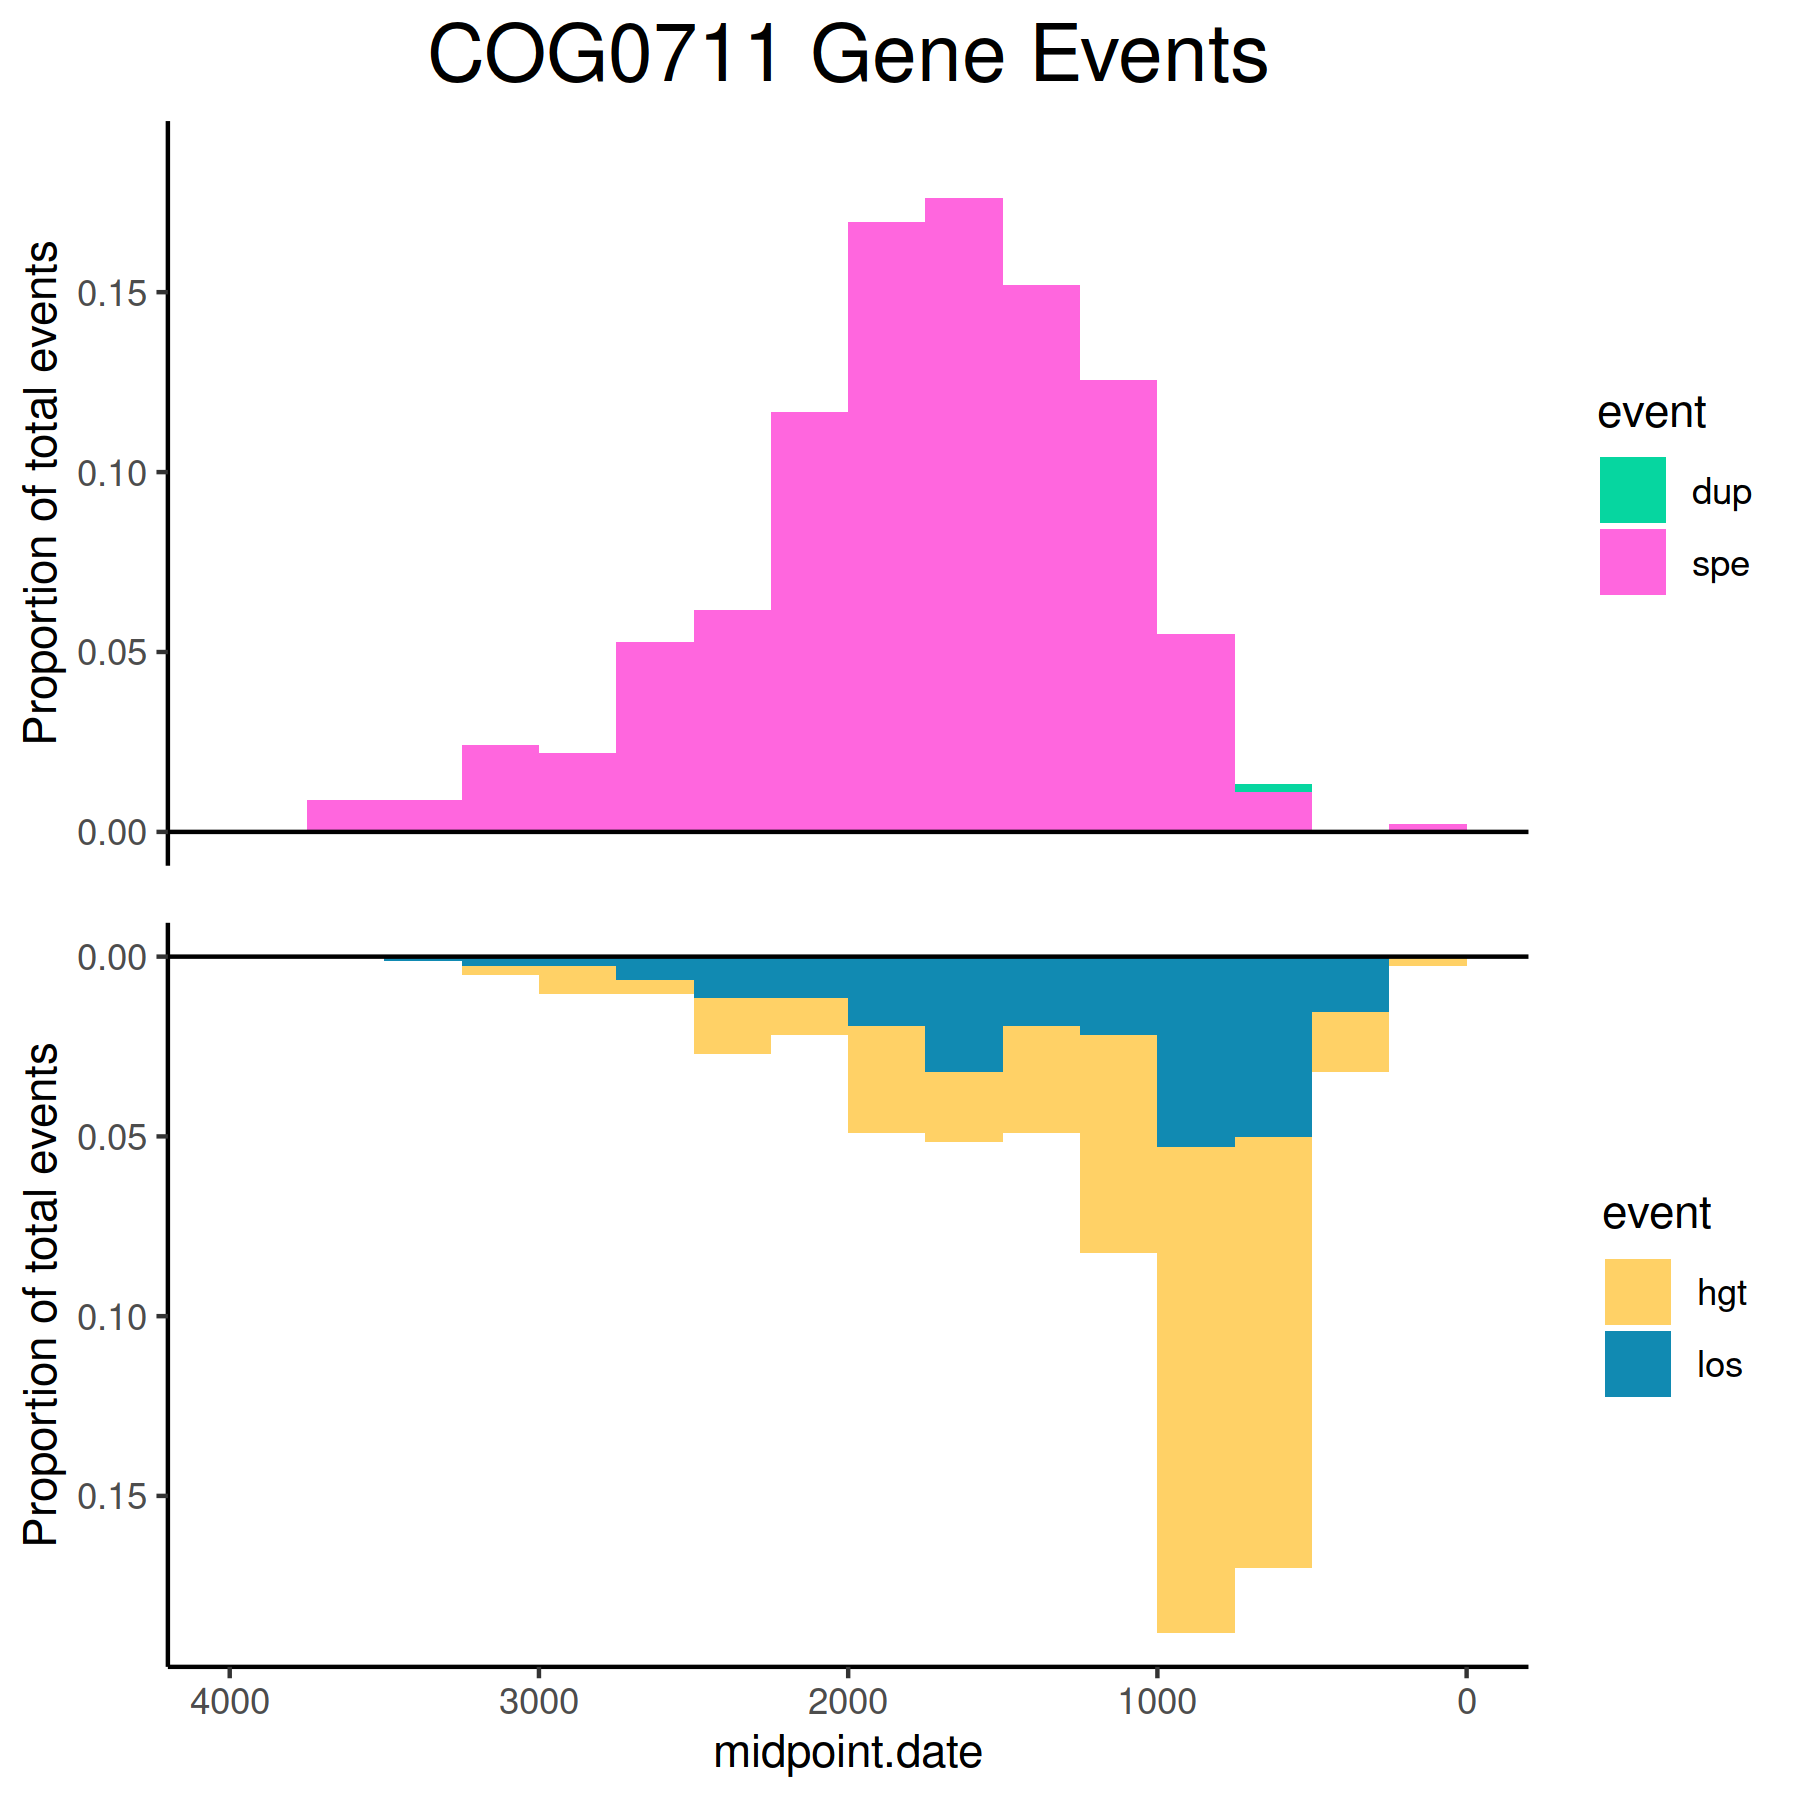 COG0711 Gene Events
Proportion of total events
0.15
0.10
0.05
0.00
event
dup
spe
Proportion of total events
0.00
0.05
0.10
0.15
event
hgt
los
4000 3000 2000 1000 0
midpoint.date